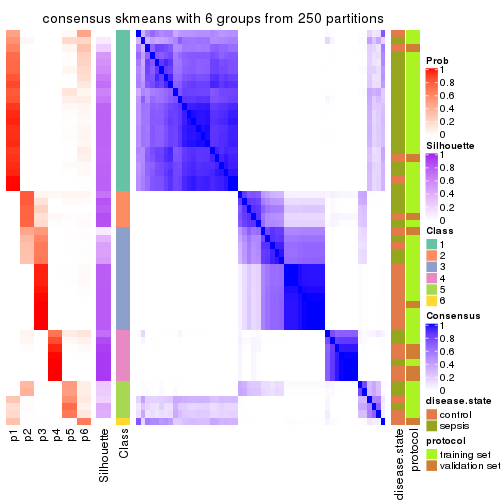 consensus skmeans with 6 groups from 250 partitions
p1
p2
p3
p4
p5
p6
Silhouette
Class
disease.state
protocol
Prob
1
0.8
0.6
0.4
0.2
0
Silhouette
1
0.8
0.6
0.4
0.2
0
Class
1
2
3
4
5
6
Consensus
1
0.8
0.6
0.4
0.2
0
disease.state
control
sepsis
protocol
training set
validation set